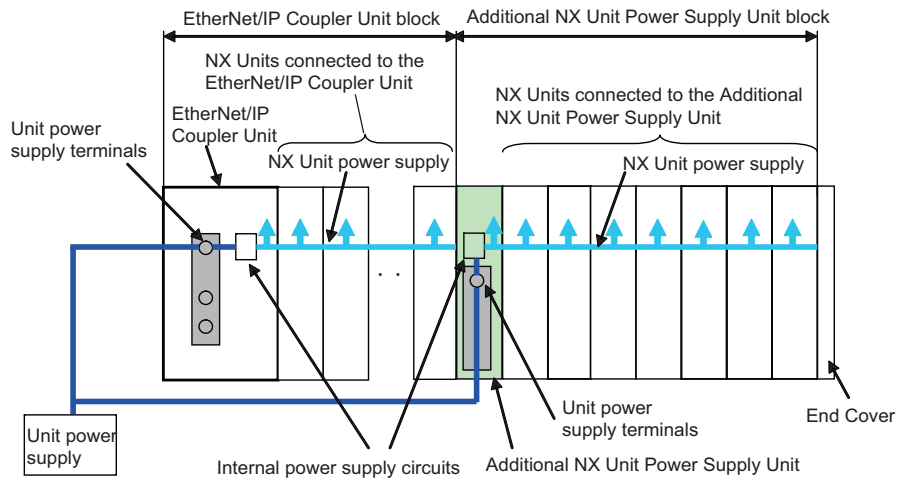 EtherNet/IP Coupler Unit block
Additional NX Unit Power Supply Unit block
NX Units connected to the
EtherNet/IP Coupler Unit
NX Units connected to the Additional
NX Unit Power Supply Unit
EtherNet/IP
Coupler Unit
Unit power
supply terminals
NX Unit power supply
NX Unit power supply
. .
Unit power
supply
Internal power supply circuits
Unit power
supply terminals
Additional NX Unit Power Supply Unit
End Cover